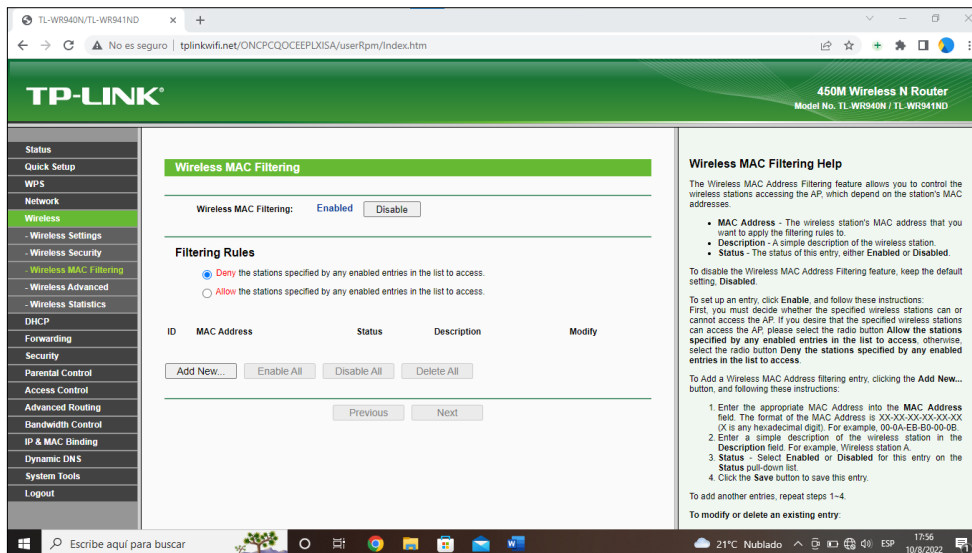 TL-WR940N/TL-WR941ND
No es seguro | tplinkwifi.net/ONCPCQOCEEPLXISA/userRpm/Index.htm
TP-LINK®
450M Wireless N Router
Model No. TL-WR940N / TL-WR941ND
Status
Quick Setup
WPS
Network
Wireless
- Wireless Settings
- Wireless Security
- Wireless MAC Filtering
- Wireless Advanced
- Wireless Statistics
DHCP
Forwarding
Security
Parental Control
Access Control
Advanced Routing
Bandwidth Control
IP & MAC Binding
Dynamic DNS
System Tools
Logout
Wireless MAC Filtering
Wireless MAC Filtering: Enabled Disable
Filtering Rules
Deny the stations specified by any enabled entries in the list to access.
Allow the stations specified by any enabled entries in the list to access.
ID MAC Address Status Description Modify
Add New... Enable All Disable All Delete All
Previous Next
Wireless MAC Filtering Help
The Wireless MAC Address Filtering feature allows you to control the
wireless stations accessing the AP, which depend on the station's MAC
addresses.
• MAC Address - The wireless station's MAC address that you
want to apply the filtering rules to.
• Description - A simple description of the wireless station.
• Status - The status of this entry, either Enabled or Disabled.
To disable the Wireless MAC Address Filtering feature, keep the default
setting, Disabled.
To set up an entry, click Enable, and follow these instructions:
First, you must decide whether the specified wireless stations can or
cannot access the AP. If you desire that the specified wireless stations
can access the AP, please select the radio button Allow the stations
specified by any enabled entries in the list to access, otherwise,
select the radio button Deny the stations specified by any enabled
entries in the list to access.
To Add a Wireless MAC Address filtering entry, clicking the Add New...
button, and following these instructions:
1. Enter the appropriate MAC Address into the MAC Address
field. The format of the MAC Address is XX-XX-XX-XX-XX-XX
(X is any hexadecimal digit). For example, 00-0A-EB-B0-00-0B.
2. Enter a simple description of the wireless station in the
Description field. For example, Wireless station A.
3. Status - Select Enabled or Disabled for this entry on the
Status pull-down list.
4. Click the Save button to save this entry.
To add another entries, repeat steps 1~4.
To modify or delete an existing entry:
Escribe aquí para buscar
21°C Nublado
ESP
17:56
10/8/2022